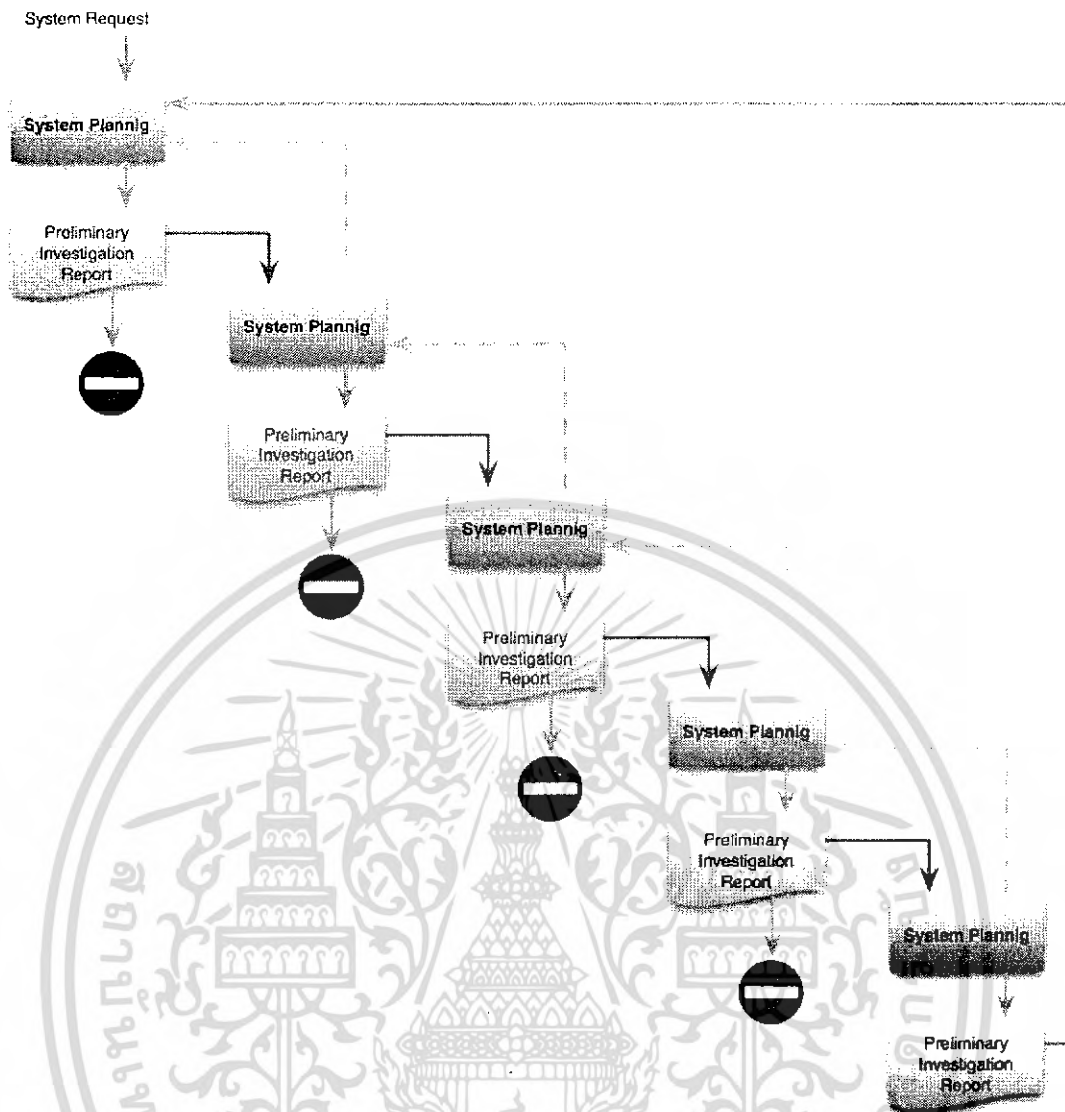 System Request
System Plannig
Preliminary
Investigation
Report
System Plannig
Preliminary
Investigation
Report
System Plannig
Preliminary
Investigation
Report
System Plannig
Preliminary
Investigation
Report
System Plannig
Preliminary
Investigation
Report